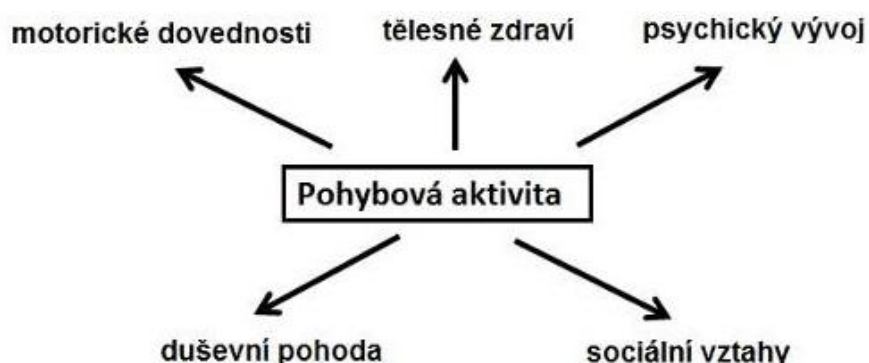 motorické dovednosti
tělesné zdraví
psychický vývoj
Pohybová aktivita
duševní pohoda
sociální vztahy